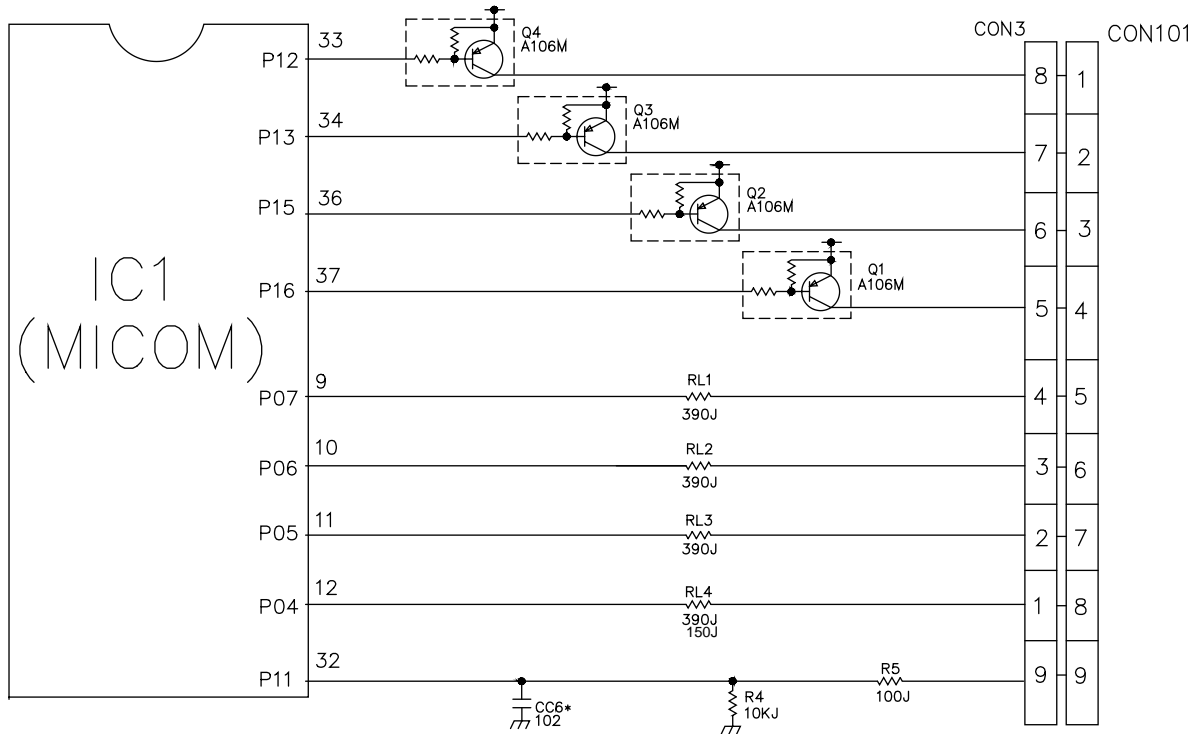 CON3
CON101
P12 33 Q4
A106M
8 1
P13 34 Q3
A106M
7 2
P15 36 Q2
A106M
6 3
P16 37 Q1
A106M
5 4
IC1
(MICOM)
P07 9 RL1 4 5
390J
P06 10 RL2 3 6
390J
P05 11 RL3 2 7
390J
P04 12 RL4 1 8
390J
150J
P11 32 R5 9 9
100J
CC6*
102
R4
10KJ